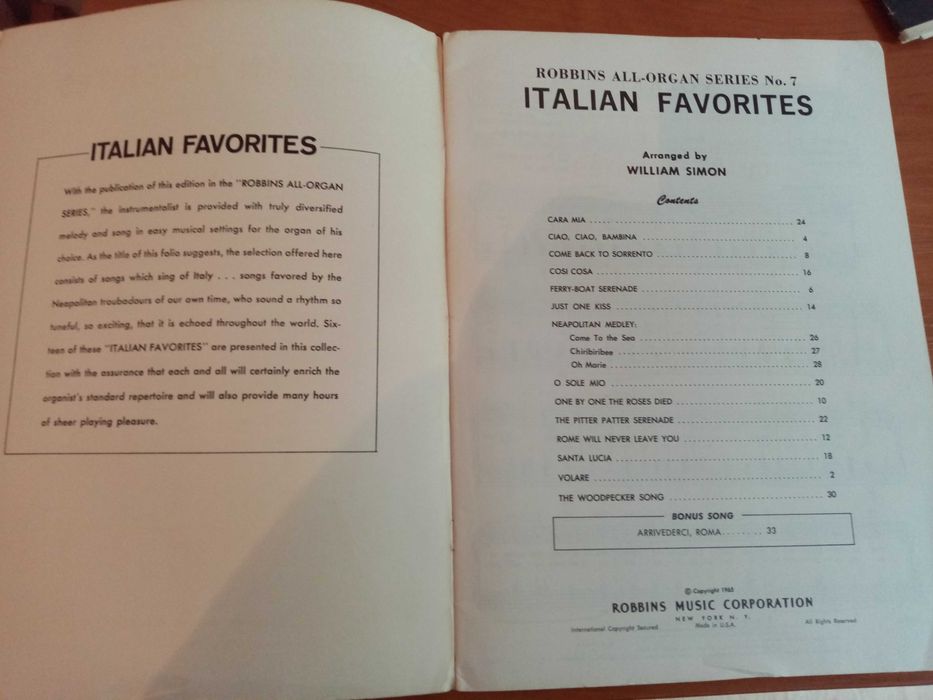 ITALIAN FAVORITES
With the publication of this edition in the "ROBBINS ALL-ORGAN
SERIES," the instrumentalist is provided with truly diversified
melody and song in easy musical settings for the organ of his
choice. As the title of this folio suggests, the selection offered here
consists of songs which sing of Italy . . . songs favored by the
Neapolitan troubadours of our own time, who sound a rhythm so
tuneful, so exciting, that it is echoed throughout the world. Six-
teen of these "ITALIAN FAVORITES" are presented in this collec-
tion with the assurance that each and all will certainly enrich the
organist's standard repertoire and will also provide many hours
of sheer playing pleasure.
ROBBINS ALL-ORGAN SERIES No. 7
ITALIAN FAVORITES
Arranged by
WILLIAM SIMON
Contents
CARA MIA 24
CIAO, CIAO, BAMBINA 4
COME BACK TO SORRENTO 8
COSI COSA 16
FERRY-BOAT SERENADE 6
JUST ONE KISS 14
NEAPOLITAN MEDLEY:
Come To the Sea 26
Chiribiribee 27
Oh Marie 28
O SOLE MIO 20
ONE BY ONE THE ROSES DIED 10
THE PITTER PATTER SERENADE 22
ROME WILL NEVER LEAVE YOU 12
SANTA LUCIA 18
VOLARE 2
THE WOODPECKER SONG 30
BONUS SONG
ARRIVEDERCI, ROMA 33
© Copyright 1965
ROBBINS MUSIC CORPORATION
NEW YORK N. Y.
International Copyright Secured Made in U.S.A. All Rights Reserved